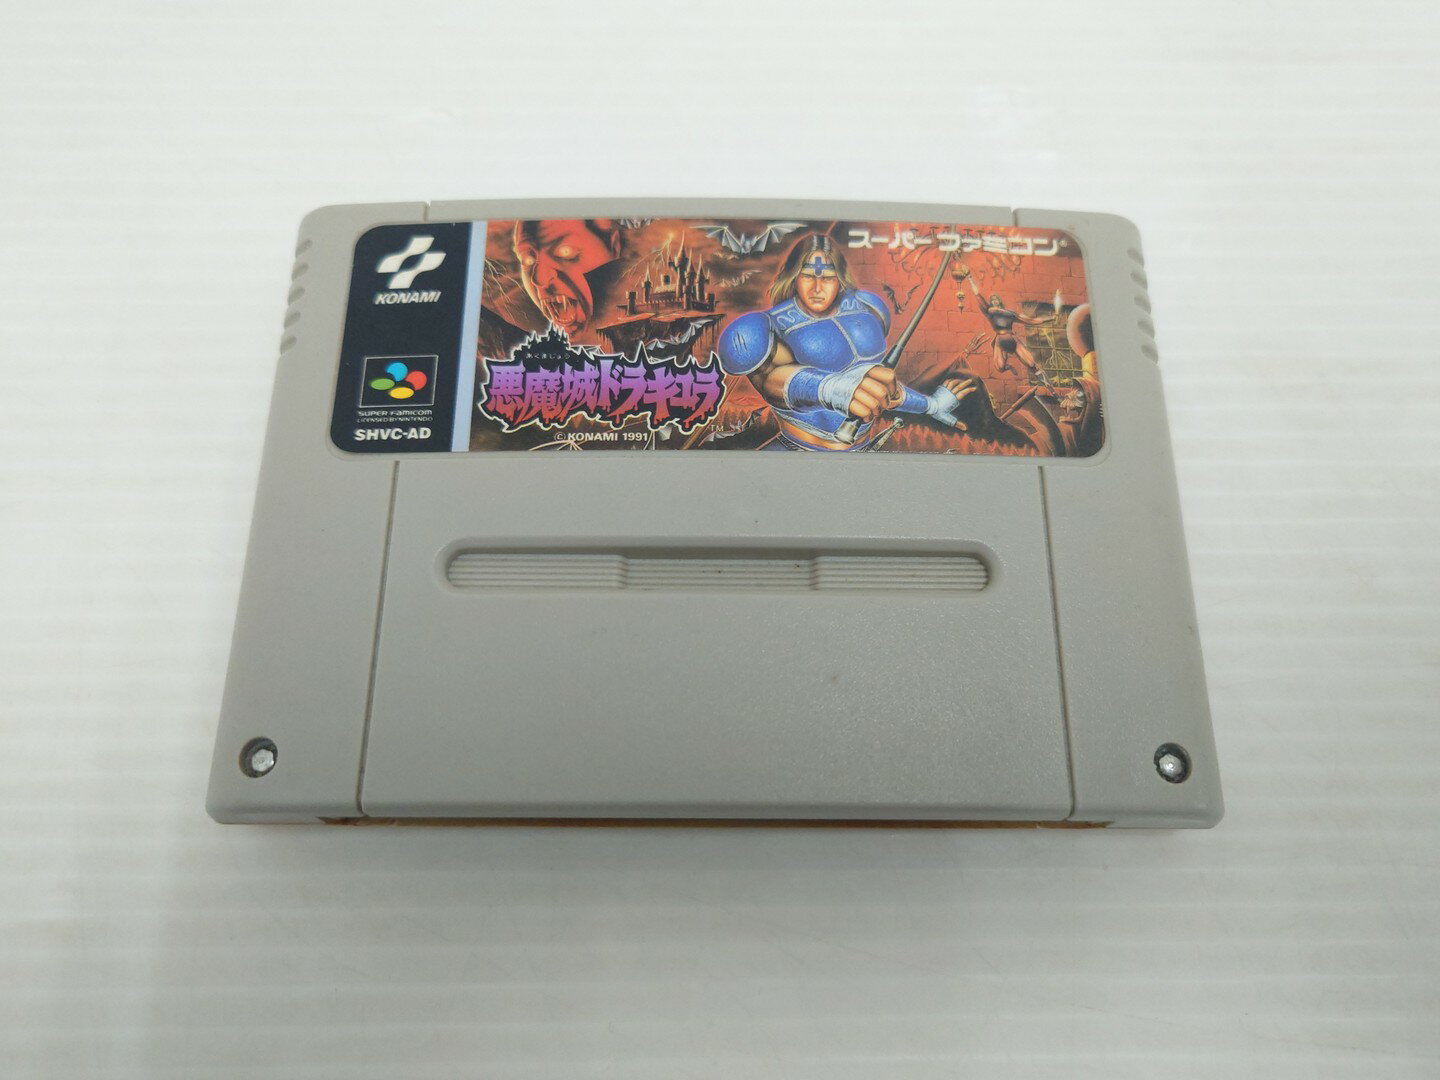 KONAMI
スーパーファミコン®
あくまじょう
悪魔城ドラキュラ
TM
© KONAMI 1991
SUPER FAMICOM
LICENSED BY NINTENDO
SHVC-AD